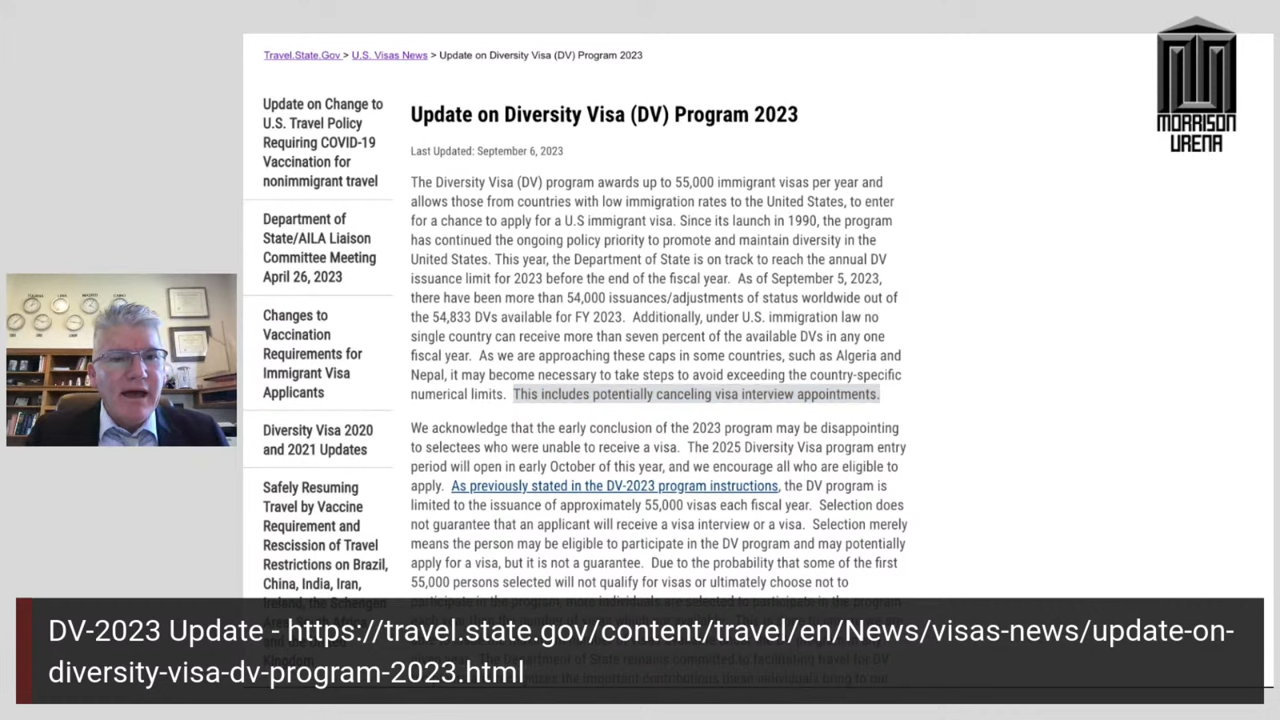 Travel.State.Gov > U.S. Visas News > Update on Diversity Visa (DV) Program 2023
MORRISON
URENA
Update on Change to
U.S. Travel Policy
Requiring COVID-19
Vaccination for
nonimmigrant travel
Department of
State/AILA Liaison
Committee Meeting
April 26, 2023
Changes to
Vaccination
Requirements for
Immigrant Visa
Applicants
Diversity Visa 2020
and 2021 Updates
Safely Resuming
Travel by Vaccine
Requirement and
Rescission of Travel
Restrictions on Brazil,
China, India, Iran,
Ireland, the Schengen
Update on Diversity Visa (DV) Program 2023
Last Updated: September 6, 2023
The Diversity Visa (DV) program awards up to 55,000 immigrant visas per year and
allows those from countries with low immigration rates to the United States, to enter
for a chance to apply for a U.S immigrant visa. Since its launch in 1990, the program
has continued the ongoing policy priority to promote and maintain diversity in the
United States. This year, the Department of State is on track to reach the annual DV
issuance limit for 2023 before the end of the fiscal year. As of September 5, 2023,
there have been more than 54,000 issuances/adjustments of status worldwide out of
the 54,833 DVs available for FY 2023. Additionally, under U.S. immigration law no
single country can receive more than seven percent of the available DVs in any one
fiscal year. As we are approaching these caps in some countries, such as Algeria and
Nepal, it may become necessary to take steps to avoid exceeding the country-specific
numerical limits. This includes potentially canceling visa interview appointments.
We acknowledge that the early conclusion of the 2023 program may be disappointing
to selectees who were unable to receive a visa. The 2025 Diversity Visa program entry
period will open in early October of this year, and we encourage all who are eligible to
apply. As previously stated in the DV-2023 program instructions, the DV program is
limited to the issuance of approximately 55,000 visas each fiscal year. Selection does
not guarantee that an applicant will receive a visa interview or a visa. Selection merely
means the person may be eligible to participate in the DV program and may potentially
apply for a visa, but it is not a guarantee. Due to the probability that some of the first
55,000 persons selected will not qualify for visas or ultimately choose not to
participate in the program, more individuals are selected to participate in the program
DV-2023 Update - https://travel.state.gov/content/travel/en/News/visas-news/update-on-
diversity-visa-dv-program-2023.html